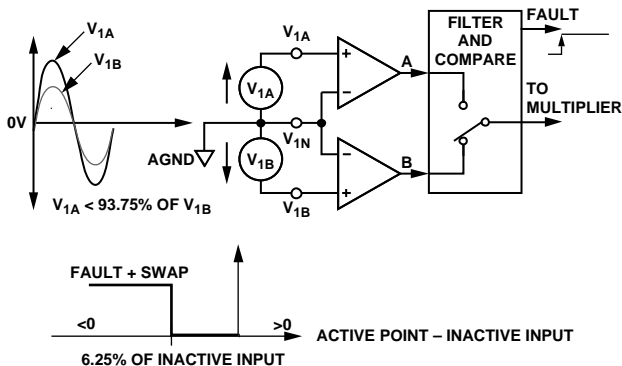 V1A
V1B
0V
V1A < 93.75% OF V1B
V1A
V1A
V1N
AGND
V1B
V1B
+
−
A
−
+
B
FILTER
AND
COMPARE
FAULT
TO
MULTIPLIER
FAULT + SWAP
<0
>0
ACTIVE POINT – INACTIVE INPUT
6.25% OF INACTIVE INPUT